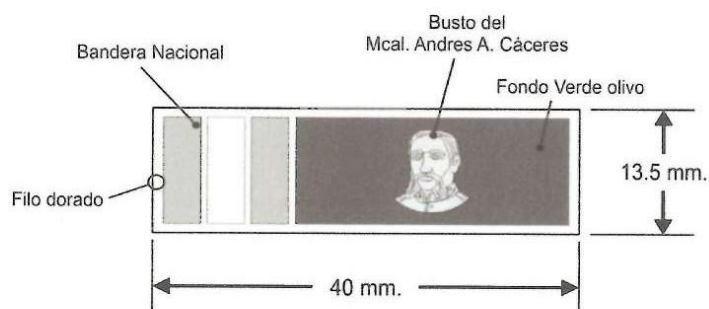 Busto del
Mcal. Andres A. Cáceres
Bandera Nacional
Fondo Verde olivo
Filo dorado
13.5 mm.
40 mm.